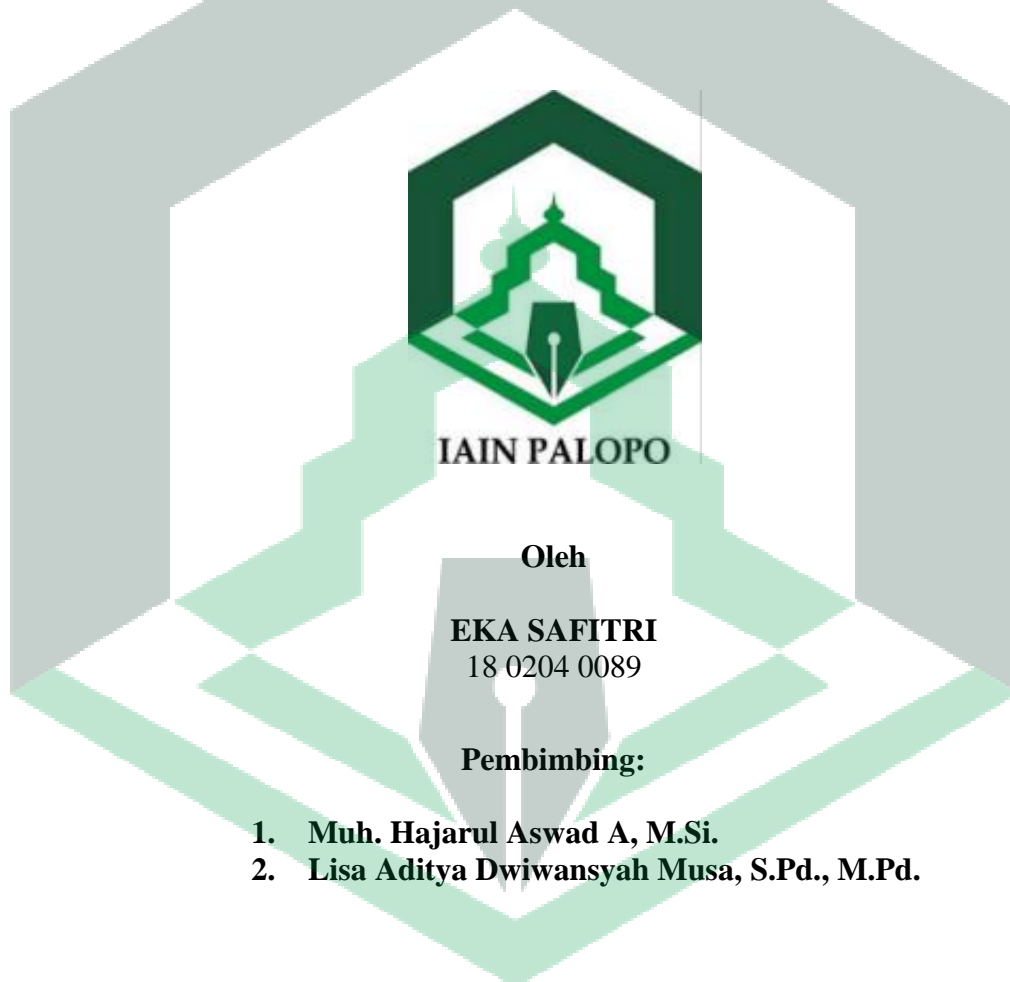 IAIN PALOPO
Oleh
EKA SAFITRI
18 0204 0089
Pembimbing:
1. Muh. Hajarul Aswad A, M.Si.
2. Lisa Aditya Dwiwansyah Musa, S.Pd., M.Pd.